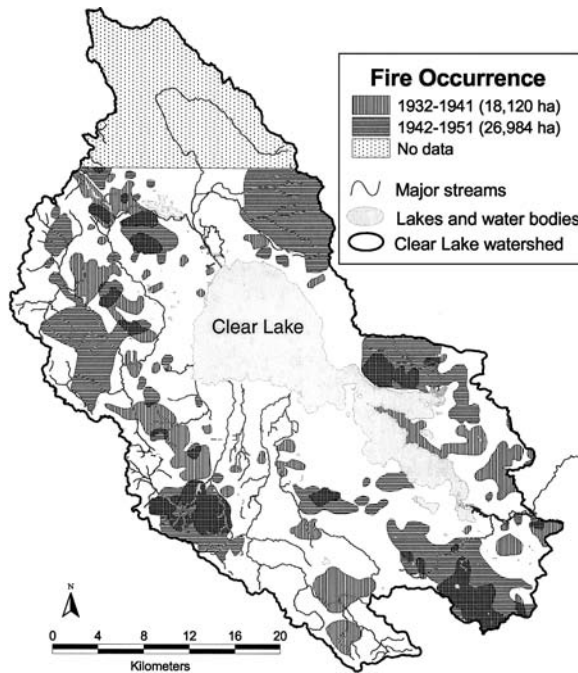 Fire Occurrence
1932-1941 (18,120 ha)
1942-1951 (26,984 ha)
No data
Major streams
Lakes and water bodies
Clear Lake watershed
Clear Lake
N
0 4 8 12 16 20
Kilometers